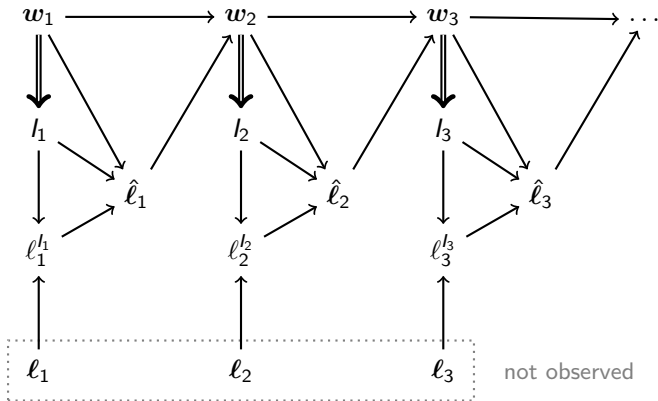 w₁ w₂ w₃ ...
I₁ I₂ I₃
ℓ̂₁ ℓ̂₂ ℓ̂₃
ℓ₁^{I₁} ℓ₂^{I₂} ℓ₃^{I₃}
ℓ₁ ℓ₂ ℓ₃ not observed